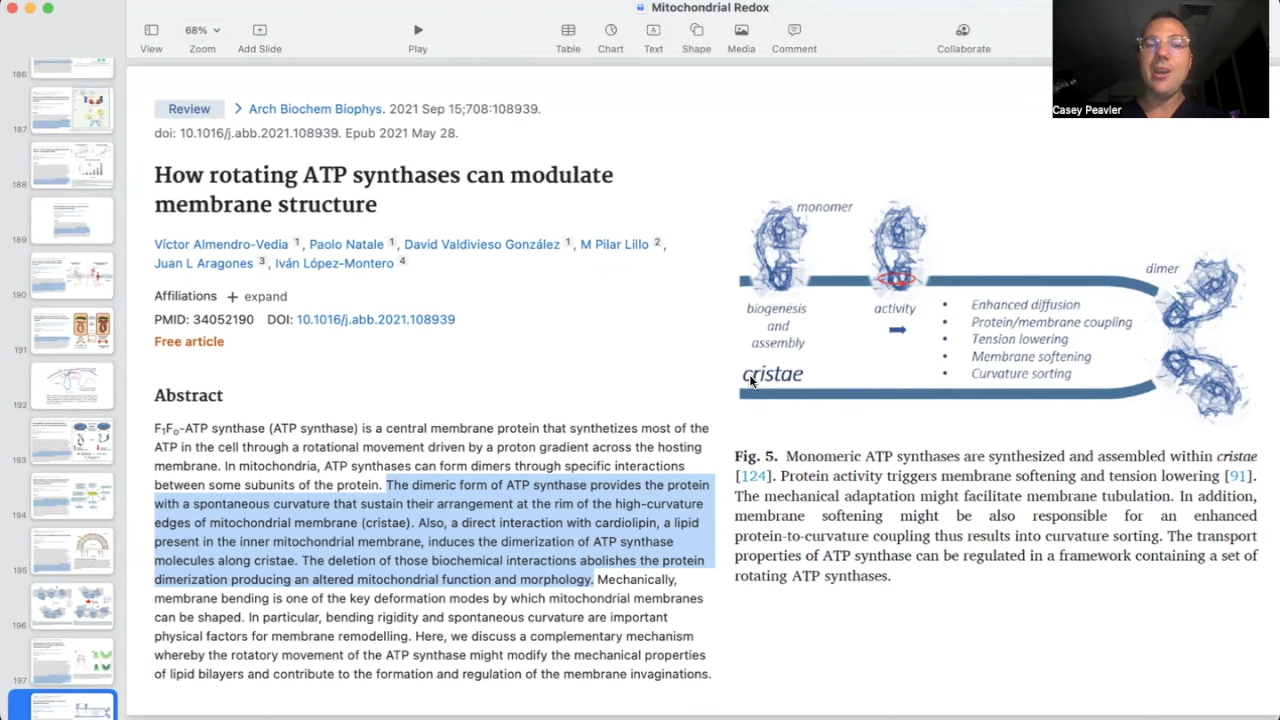 Mitochondrial Redox
68%
View
Zoom
Add Slide
Play
Table
Chart
Text
Shape
Media
Comment
Collaborate
Casey Peavler
186
187
188
189
190
191
192
193
194
195
196
197
Review
Arch Biochem Biophys. 2021 Sep 15;708:108939.
doi: 10.1016/j.abb.2021.108939. Epub 2021 May 28.
How rotating ATP synthases can modulate
membrane structure
Víctor Almendro-Vedia 1, Paolo Natale 1, David Valdivieso González 1, M Pilar Lillo 2,
Juan L Aragones 3, Iván López-Montero 4
Affiliations + expand
PMID: 34052190 DOI: 10.1016/j.abb.2021.108939
Free article
Abstract
F₁Fₒ-ATP synthase (ATP synthase) is a central membrane protein that synthetizes most of the
ATP in the cell through a rotational movement driven by a proton gradient across the hosting
membrane. In mitochondria, ATP synthases can form dimers through specific interactions
between some subunits of the protein. The dimeric form of ATP synthase provides the protein
with a spontaneous curvature that sustain their arrangement at the rim of the high-curvature
edges of mitochondrial membrane (cristae). Also, a direct interaction with cardiolipin, a lipid
present in the inner mitochondrial membrane, induces the dimerization of ATP synthase
molecules along cristae. The deletion of those biochemical interactions abolishes the protein
dimerization producing an altered mitochondrial function and morphology. Mechanically,
membrane bending is one of the key deformation modes by which mitochondrial membranes
can be shaped. In particular, bending rigidity and spontaneous curvature are important
physical factors for membrane remodelling. Here, we discuss a complementary mechanism
whereby the rotatory movement of the ATP synthase might modify the mechanical properties
of lipid bilayers and contribute to the formation and regulation of the membrane invaginations.
monomer
dimer
biogenesis
and
assembly
activity
• Enhanced diffusion
• Protein/membrane coupling
• Tension lowering
• Membrane softening
• Curvature sorting
cristae
Fig. 5. Monomeric ATP synthases are synthesized and assembled within cristae
[124]. Protein activity triggers membrane softening and tension lowering [91].
The mechanical adaptation might facilitate membrane tubulation. In addition,
membrane softening might be also responsible for an enhanced
protein-to-curvature coupling thus results into curvature sorting. The transport
properties of ATP synthase can be regulated in a framework containing a set of
rotating ATP synthases.